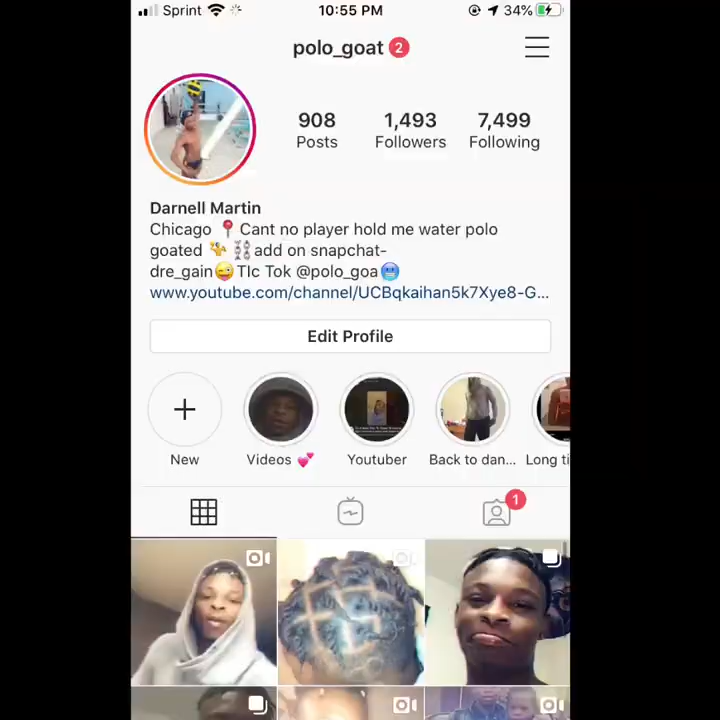 Sprint 10:55 PM 34%
polo_goat 2
908 1,493 7,499
Posts Followers Following
Darnell Martin
Chicago 📍Cant no player hold me water polo
goated 🤽⛓⛓add on snapchat-
dre_gain😜TIc Tok @polo_goa🥶
www.youtube.com/channel/UCBqkaihan5k7Xye8-G...
Edit Profile
New Videos 💞 Youtuber Back to dan... Long ti
1